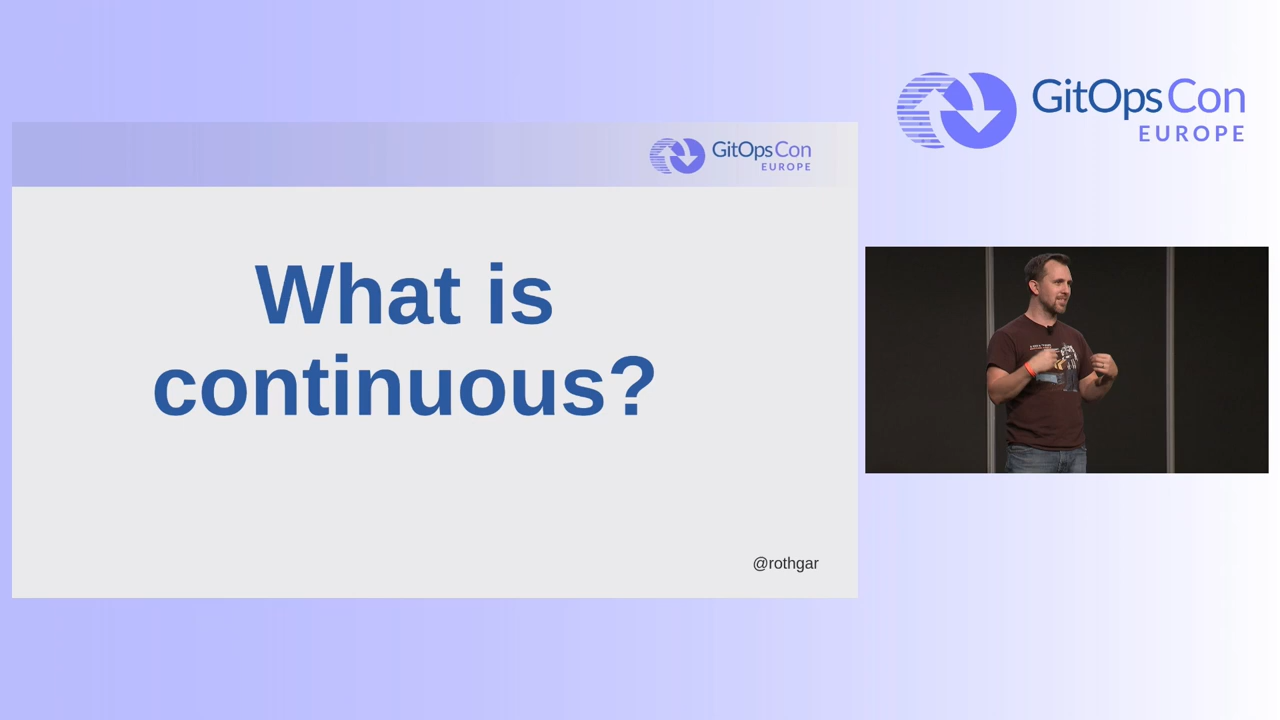 GitOps Con
EUROPE
GitOps Con
EUROPE
What is
continuous?
@rothgar